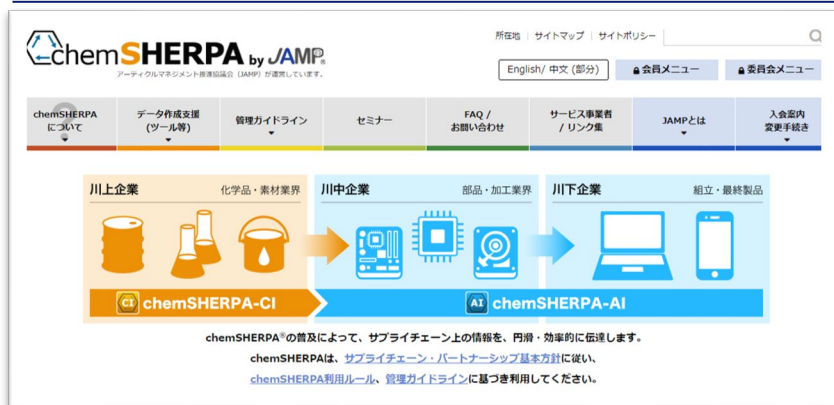 所在地 | サイトマップ | サイトポリシー
chemSHERPA by JAMP®
アーティクルマネジメント推進協議会（JAMP）が運営しています。
English/ 中文 (部分)
会員メニュー
委員会メニュー
chemSHERPA
について
データ作成支援
(ツール等)
管理ガイドライン
セミナー
FAQ /
お問い合わせ
サービス事業者
/ リンク集
JAMPとは
入会案内
変更手続き
川上企業 化学品・素材業界
川中企業 部品・加工業界
川下企業 組立・最終製品
CI chemSHERPA-CI
AI chemSHERPA-AI
chemSHERPA®の普及によって、サプライチェーン上の情報を、円滑・効率的に伝達します。
chemSHERPAは、サプライチェーン・パートナーシップ基本方針に従い、
chemSHERPA利用ルール、管理ガイドラインに基づき利用してください。